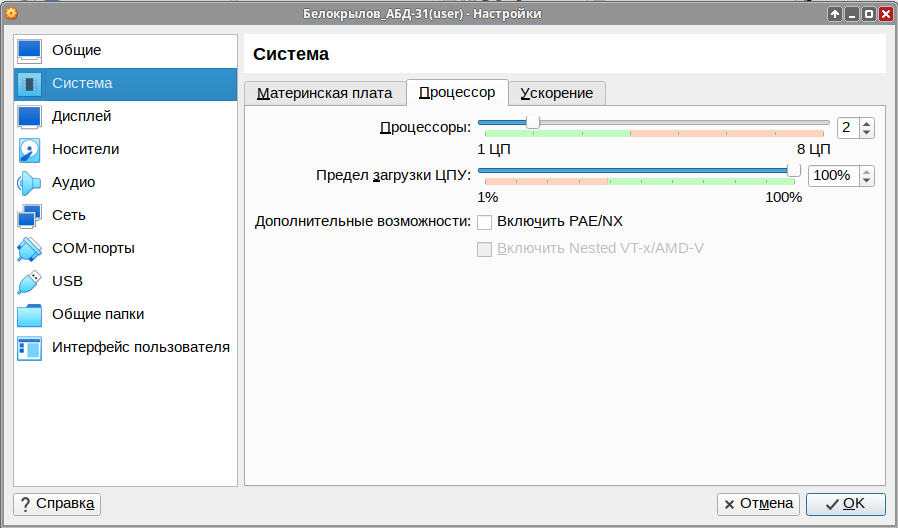 Белокрылов_АБД-31(user) - Настройки
Общие
Система
Дисплей
Носители
Аудио
Сеть
COM-порты
USB
Общие папки
Интерфейс пользователя
Система
Материнская плата
Процессор
Ускорение
Процессоры:
2
1 ЦП
8 ЦП
Предел загрузки ЦПУ:
100%
1%
100%
Дополнительные возможности:
Включить PAE/NX
Включить Nested VT-x/AMD-V
? Справка
Отмена
OK